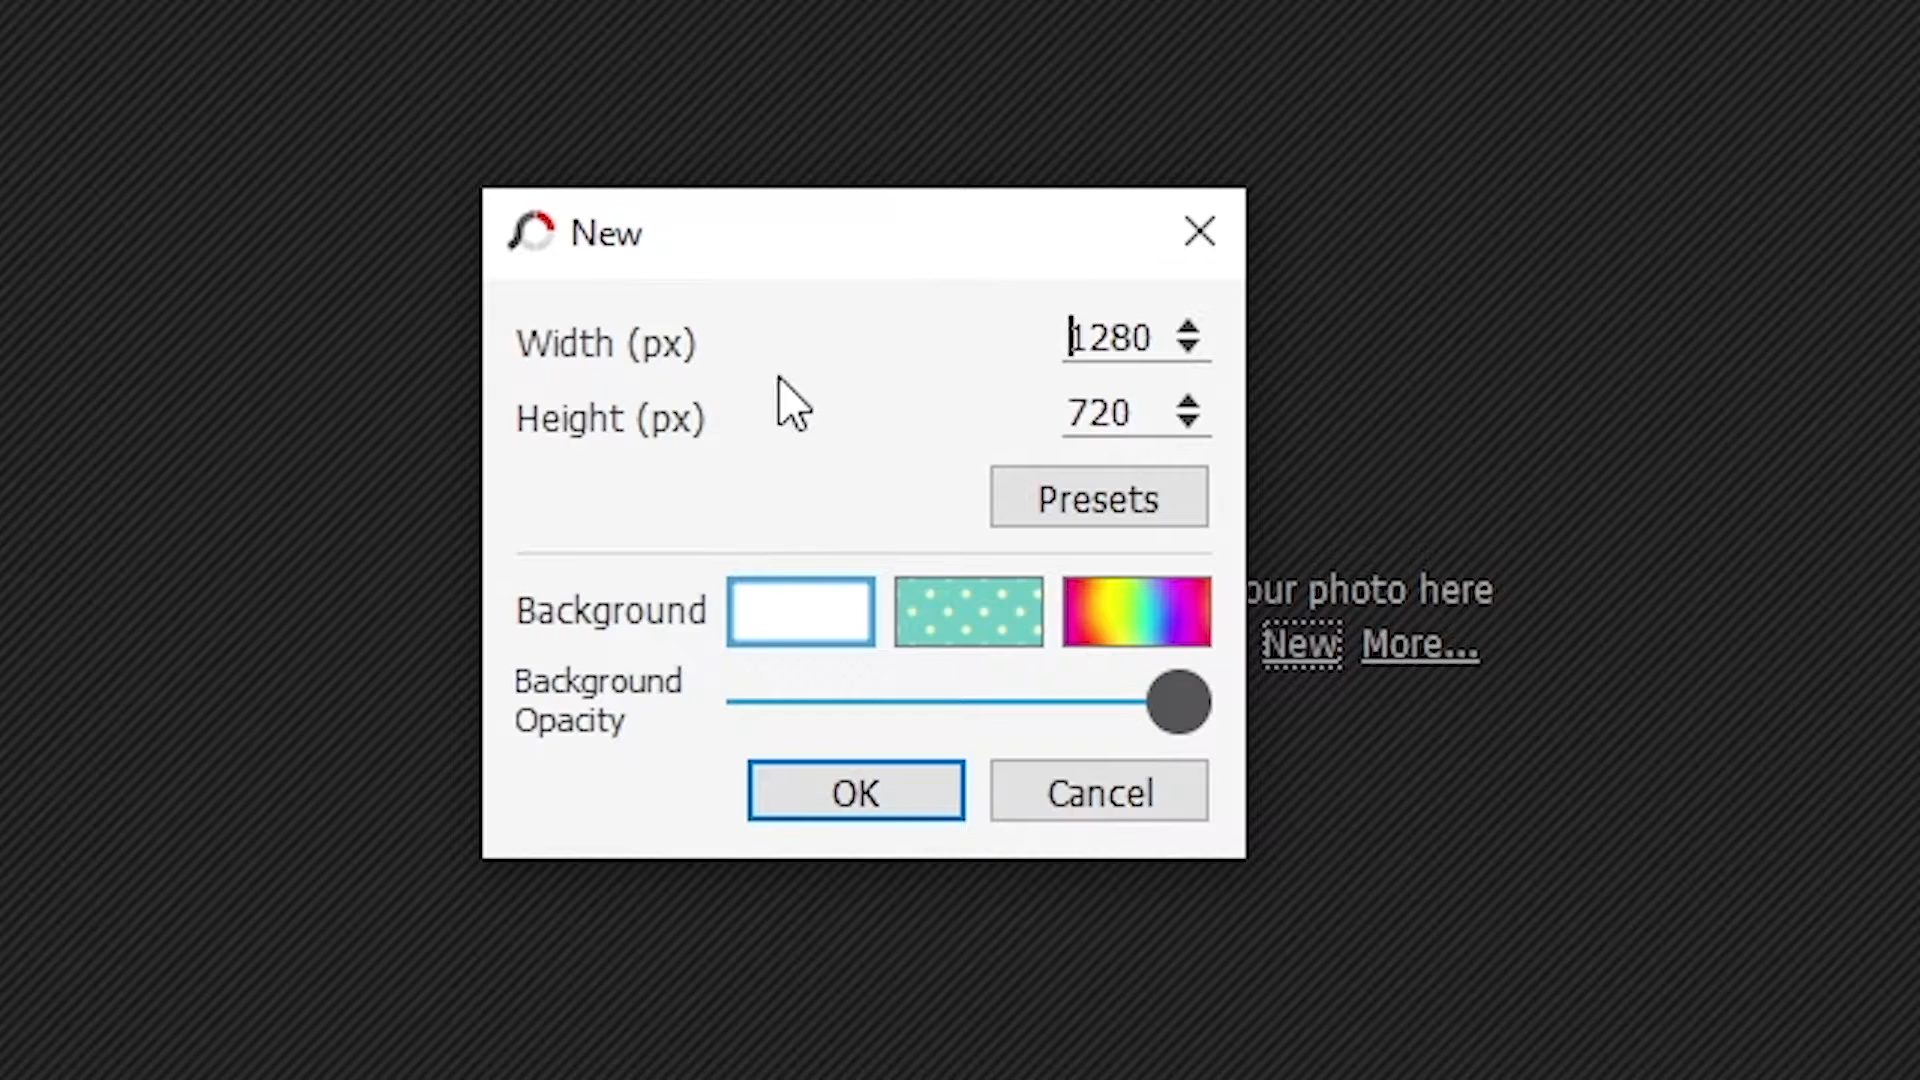 New
Width (px)
1280
Height (px)
720
Presets
our photo here
Background
New More...
Background
Opacity
OK
Cancel